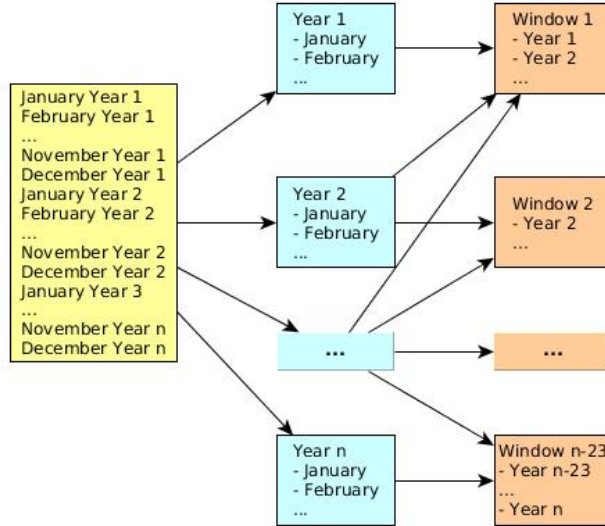 January Year 1
February Year 1
...
November Year 1
December Year 1
January Year 2
February Year 2
...
November Year 2
December Year 2
January Year 3
...
November Year n
December Year n
Year 1
- January
- February
...
Year 2
- January
- February
...
...
Year n
- January
- February
...
Window 1
- Year 1
- Year 2
...
Window 2
- Year 2
...
...
Window n-23
- Year n-23
...
- Year n